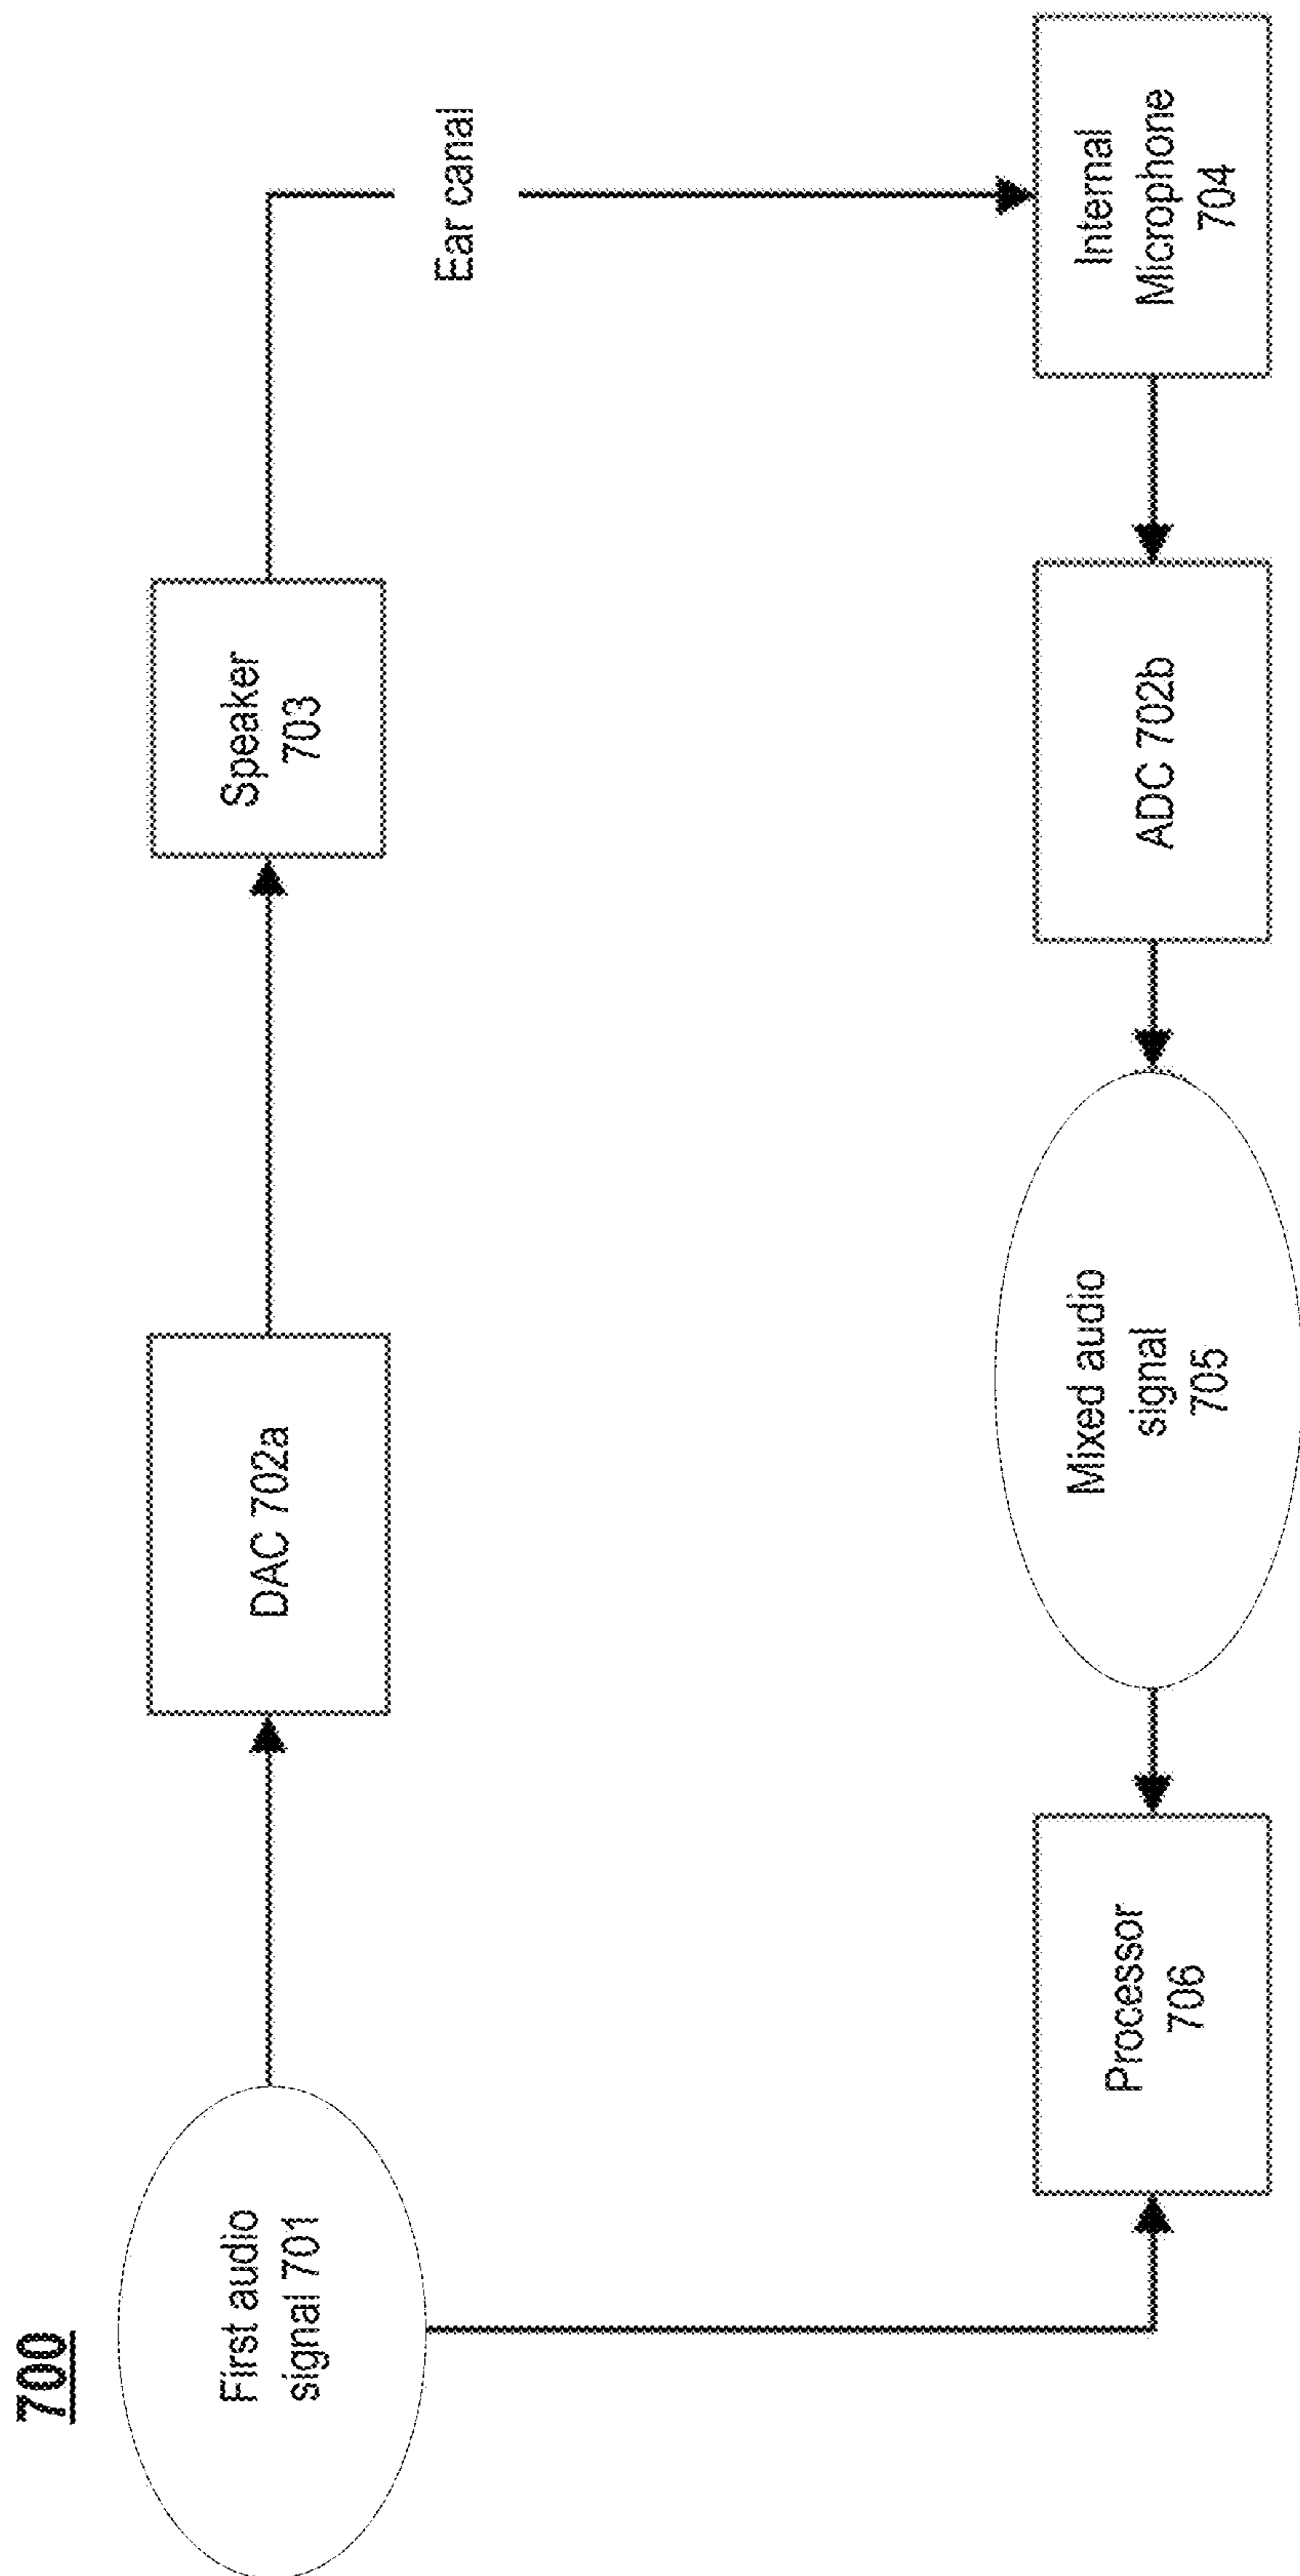 700
First audio
signal 701
DAC 702a
Speaker
703
Ear canal
Internal
Microphone
704
ADC 702b
Mixed audio
signal
705
Processor
706